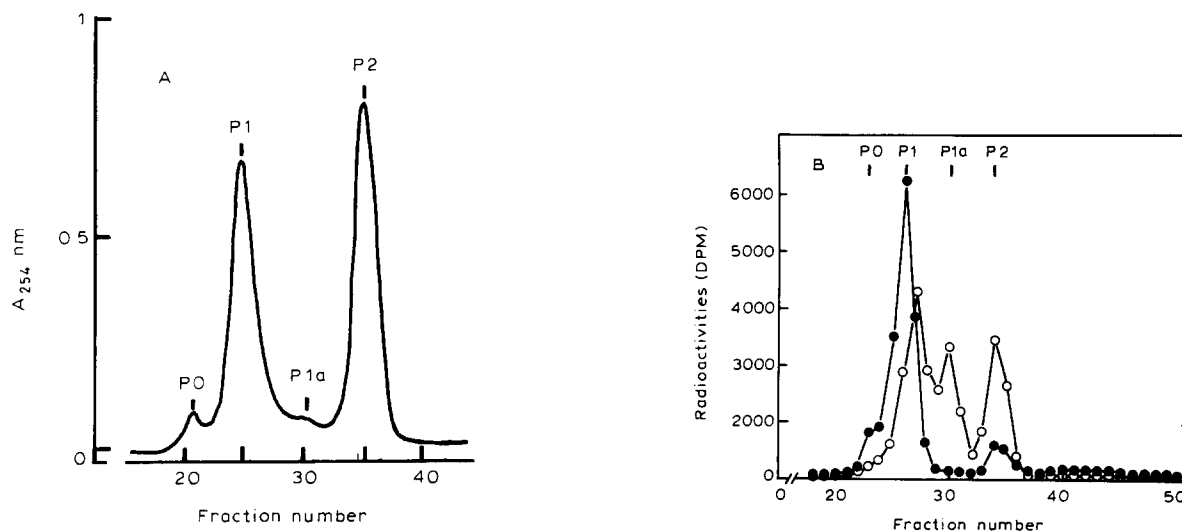 1
A
P2
P1
0 5
A254 nm
P1a
P0
0
20
30
40
Fraction number
B
P0
P1
P1a
P2
6000
5000
4000
3000
2000
0
Radioactivities (DPM)
0
20
30
40
50
Fraction number